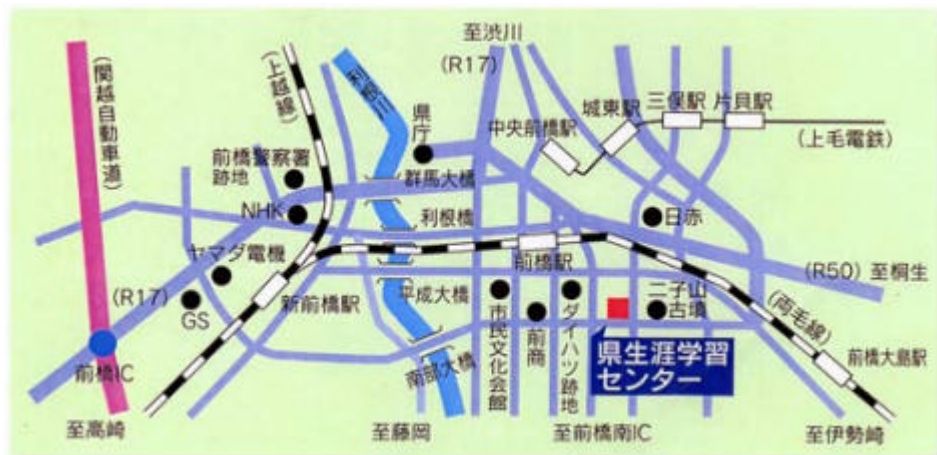 至渋川
(R17)
(関越自動車道)
(上越線)
利根川
県庁
中央前橋駅
城東駅
三俣駅
片貝駅
(上毛電鉄)
前橋警察署
跡地
群馬大橋
NHK
利根橋
日赤
ヤマダ電機
前橋駅
(R50)至桐生
(R17)
GS
新前橋駅
平成大橋
二子山
古墳
(両毛線)
市民文化会館
前商
ダイハツ跡地
県生涯学習
センター
前橋大島駅
前橋IC
南部大橋
至高崎
至藤岡
至前橋南IC
至伊勢崎